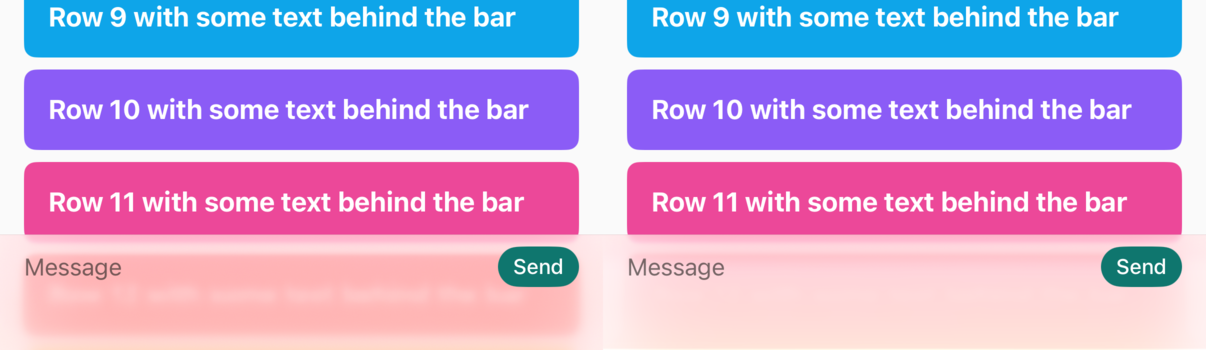 Row 9 with some text behind the bar
Row 10 with some text behind the bar
Row 11 with some text behind the bar
Message
Send
Row 9 with some text behind the bar
Row 10 with some text behind the bar
Row 11 with some text behind the bar
Message
Send